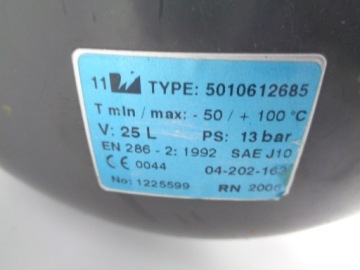 11 TYPE: 5010612685
T min / max: - 50 / + 100 °C
V: 25 L PS: 13 bar
EN 286 - 2: 1992 SAE J10
CE 0044 04-202-163
No: 1225599 RN 2006